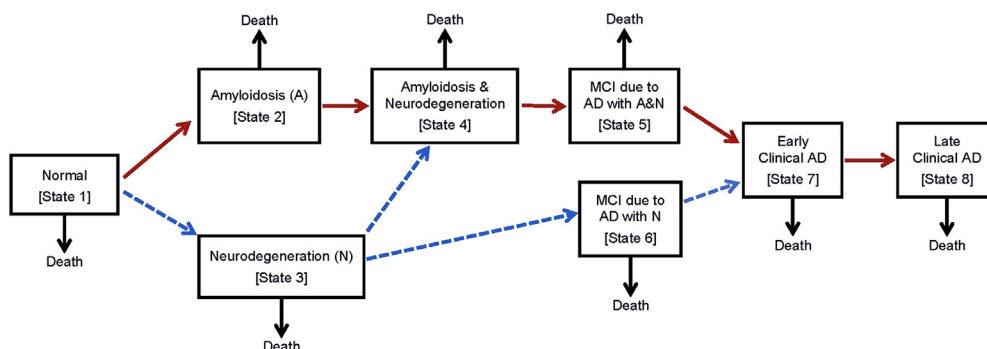 Death
Death
Death
Amyloidosis (A)
[State 2]
Amyloidosis &
Neurodegeneration
[State 4]
MCI due to
AD with A&N
[State 5]
Normal
[State 1]
Early
Clinical AD
[State 7]
Late
Clinical AD
[State 8]
MCI due to
AD with N
[State 6]
Neurodegeneration (N)
[State 3]
Death
Death
Death
Death
Death